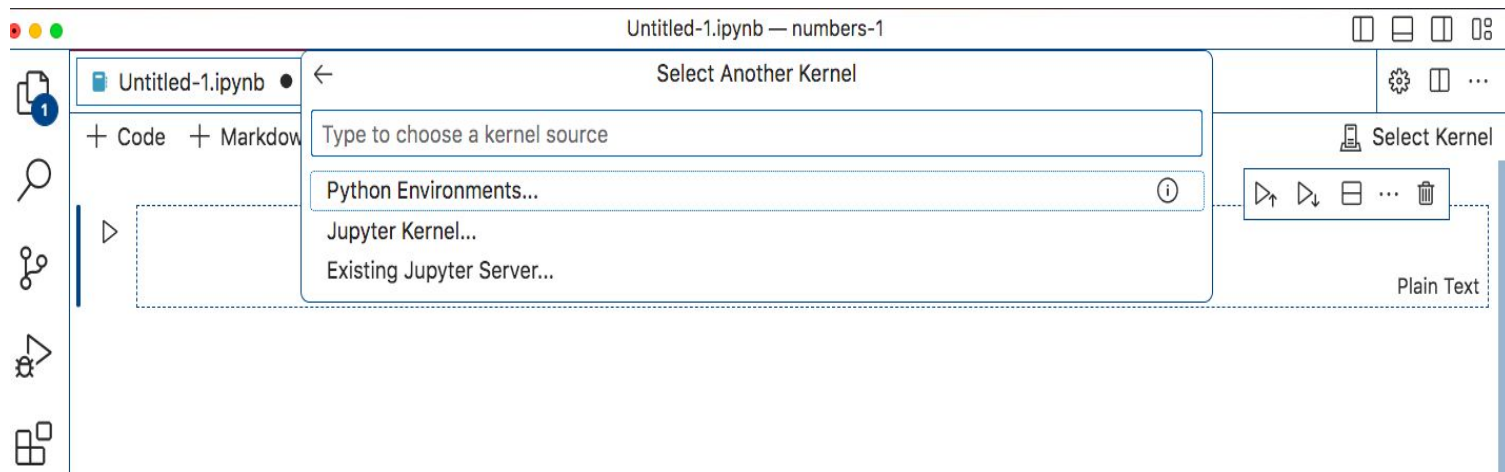 Untitled-1.ipynb — numbers-1
Untitled-1.ipynb
Select Another Kernel
1
+ Code + Markdow
Type to choose a kernel source
Select Kernel
Python Environments...
Jupyter Kernel...
Existing Jupyter Server...
Plain Text